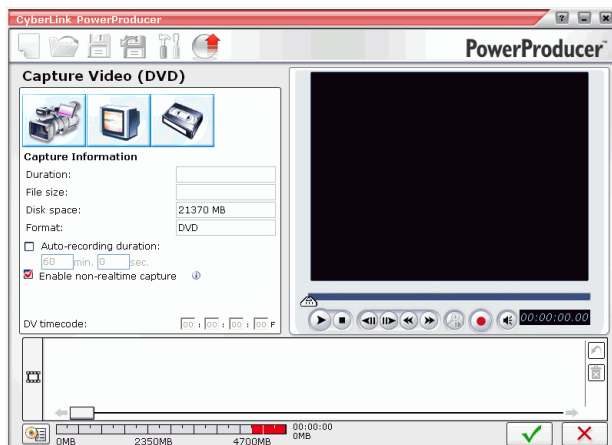 CyberLink PowerProducer
PowerProducer™
Capture Video (DVD)
Capture Information
Duration:
File size:
Disk space: 21370 MB
Format: DVD
Auto-recording duration:
60 min. 0 sec.
Enable non-realtime capture
DV timecode: 00 : 00 : 00 : 00 F
00:00:00.00
00:00:00
0MB
0MB 2350MB 4700MB